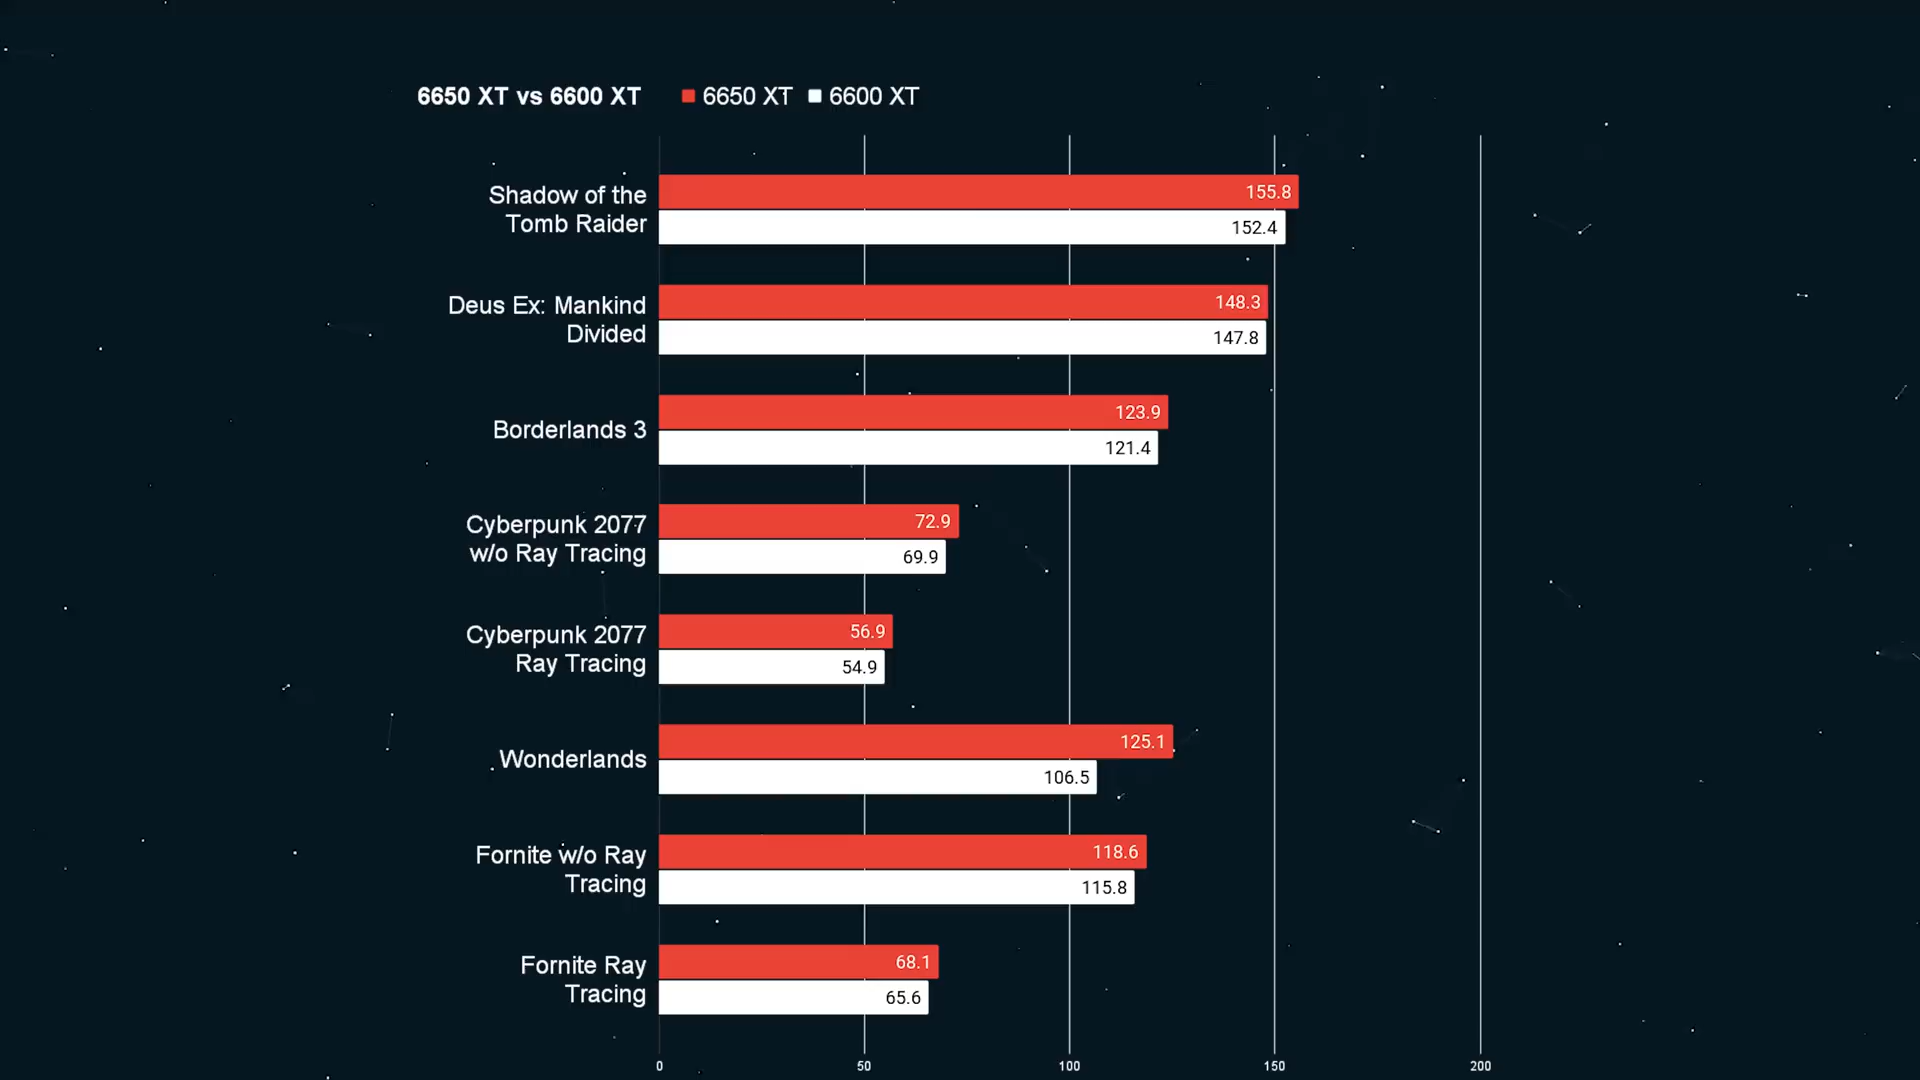 6650 XT vs 6600 XT
6650 XT
6600 XT
Shadow of the
Tomb Raider
155.8
152.4
Deus Ex: Mankind
Divided
148.3
147.8
Borderlands 3
123.9
121.4
Cyberpunk 2077
w/o Ray Tracing
72.9
69.9
Cyberpunk 2077
Ray Tracing
56.9
54.9
Wonderlands
125.1
106.5
Fornite w/o Ray
Tracing
118.6
115.8
Fornite Ray
Tracing
68.1
65.6
0
50
100
150
200